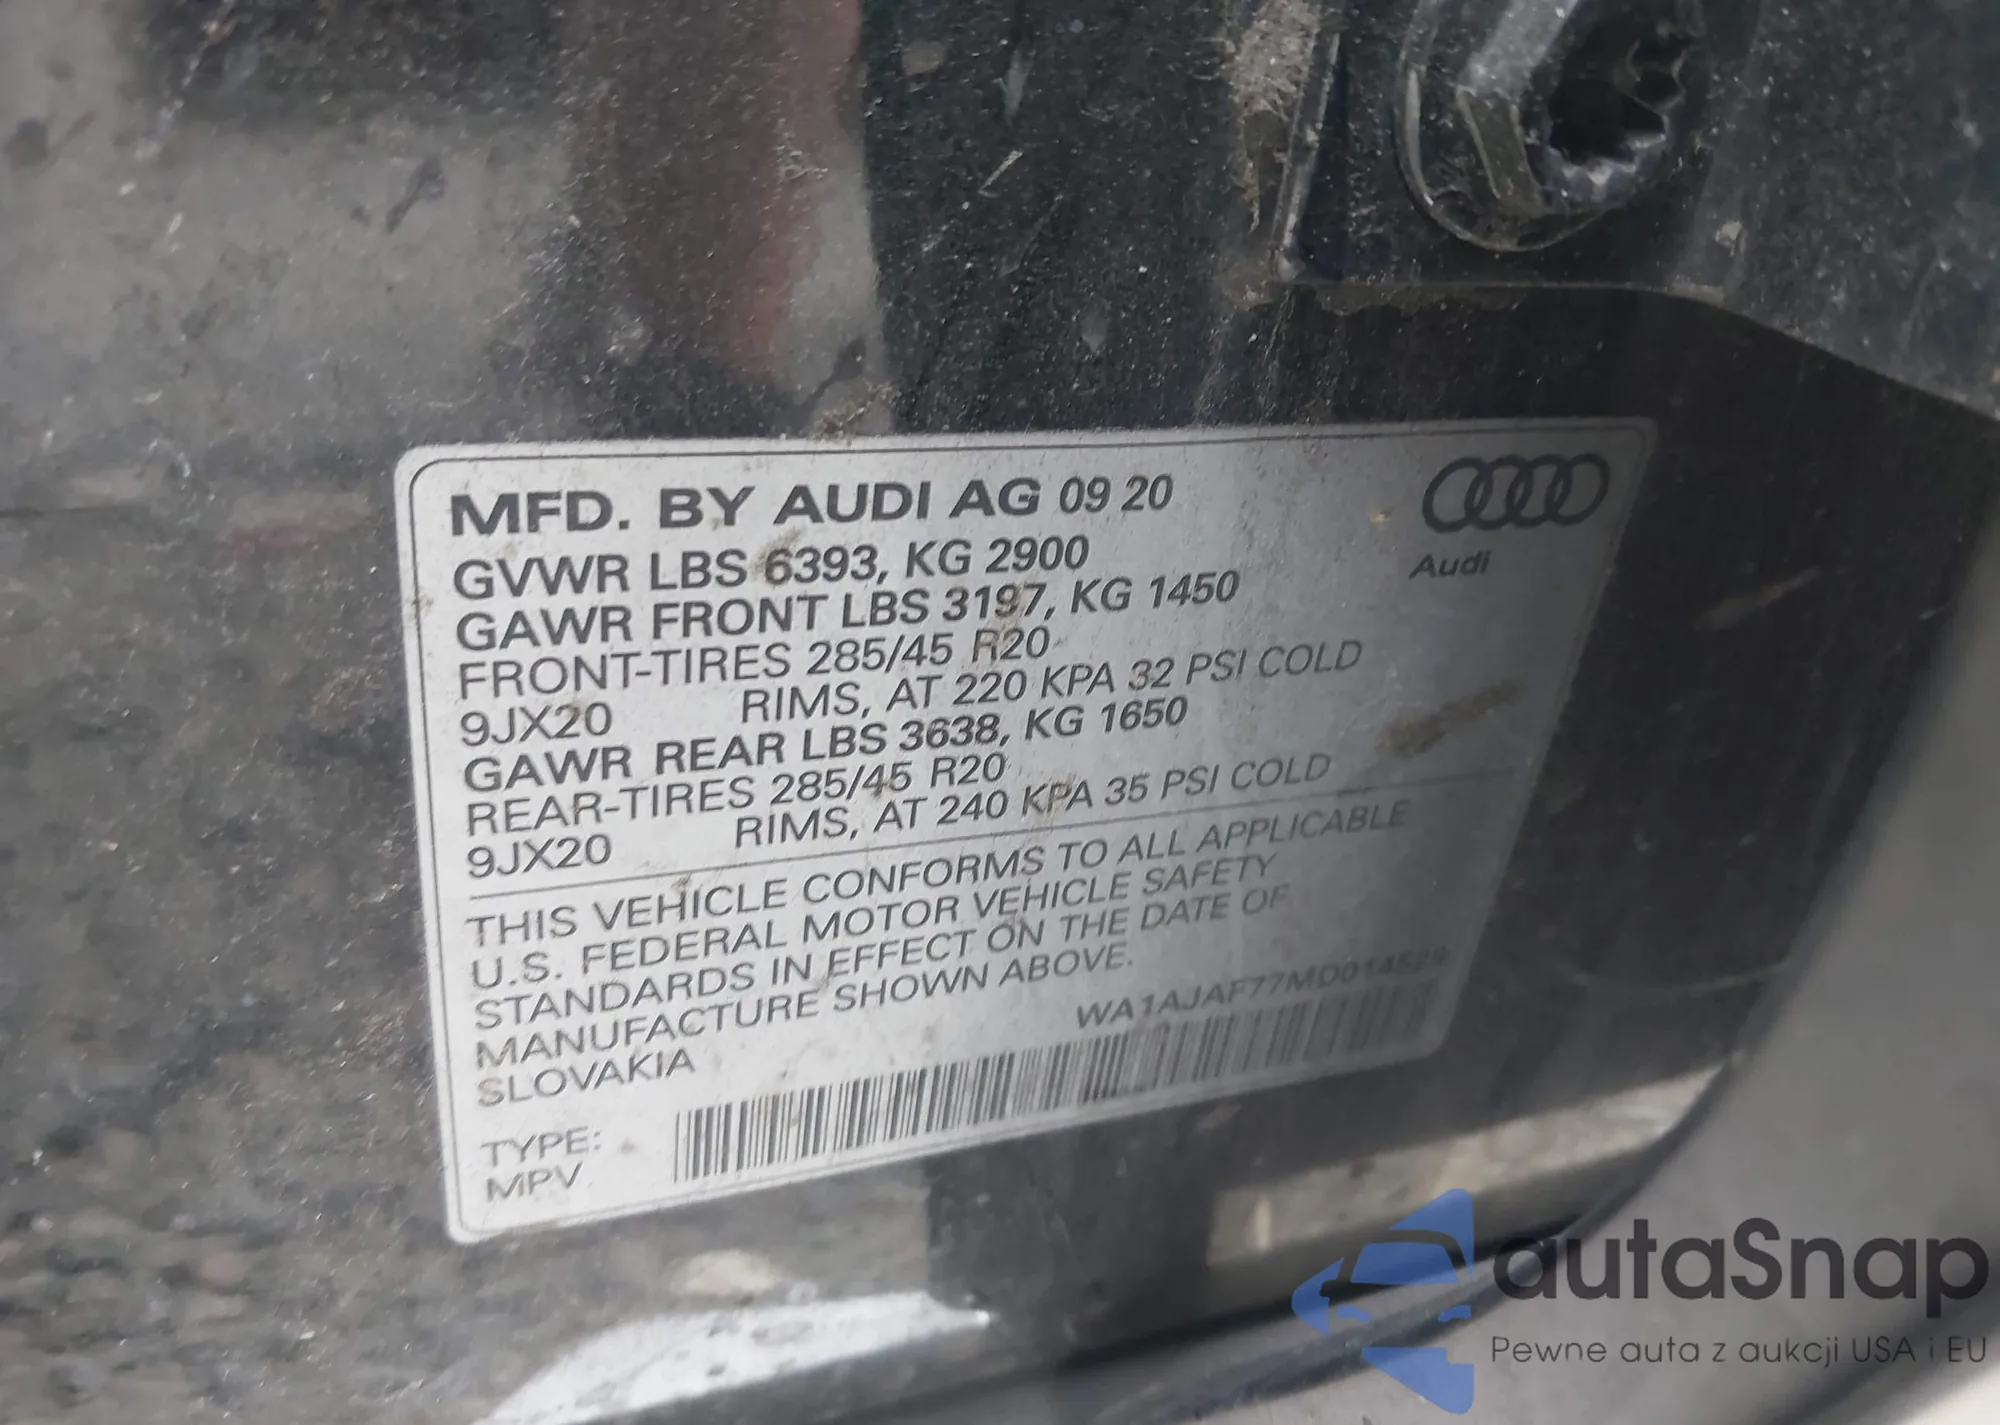 MFD. BY AUDI AG 09 20
Audi
GVWR LBS 6393, KG 2900
GAWR FRONT LBS 3197, KG 1450
FRONT-TIRES 285/45 R20
9JX20 RIMS, AT 220 KPA 32 PSI COLD
GAWR REAR LBS 3638, KG 1650
REAR-TIRES 285/45 R20
9JX20 RIMS, AT 240 KPA 35 PSI COLD
THIS VEHICLE CONFORMS TO ALL APPLICABLE
U.S. FEDERAL MOTOR VEHICLE SAFETY
STANDARDS IN EFFECT ON THE DATE OF
MANUFACTURE SHOWN ABOVE.
SLOVAKIA
TYPE:
MPV
autaSnap
Pewne auta z aukcji USA i EU